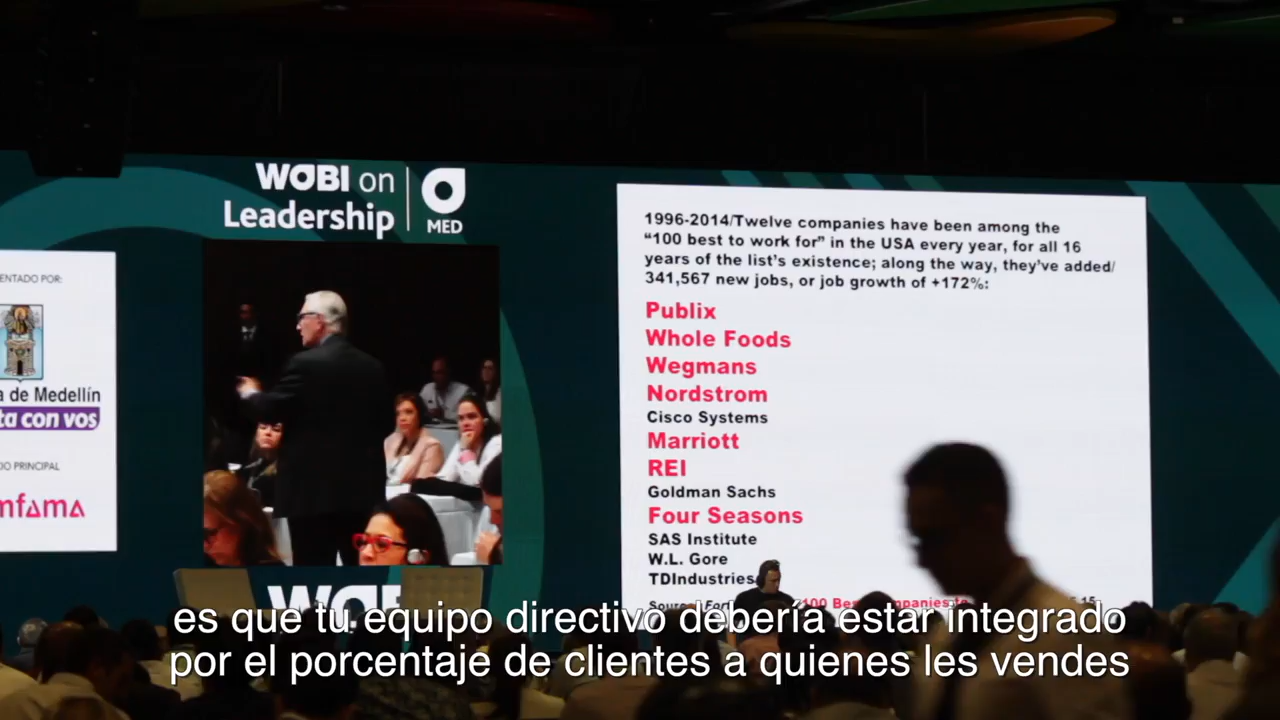 WOBI on
Leadership
MED
ENTADO POR:
a de Medellín
ta con vos
IO PRINCIPAL
mfama
1996-2014/Twelve companies have been among the
“100 best to work for” in the USA every year, for all 16
years of the list’s existence; along the way, they’ve added/
341,567 new jobs, or job growth of +172%:
Publix
Whole Foods
Wegmans
Nordstrom
Cisco Systems
Marriott
REI
Goldman Sachs
Four Seasons
SAS Institute
W.L. Gore
TDIndustries
WOBI
es que tu equipo directivo debería estar integrado
por el porcentaje de clientes a quienes les vendes